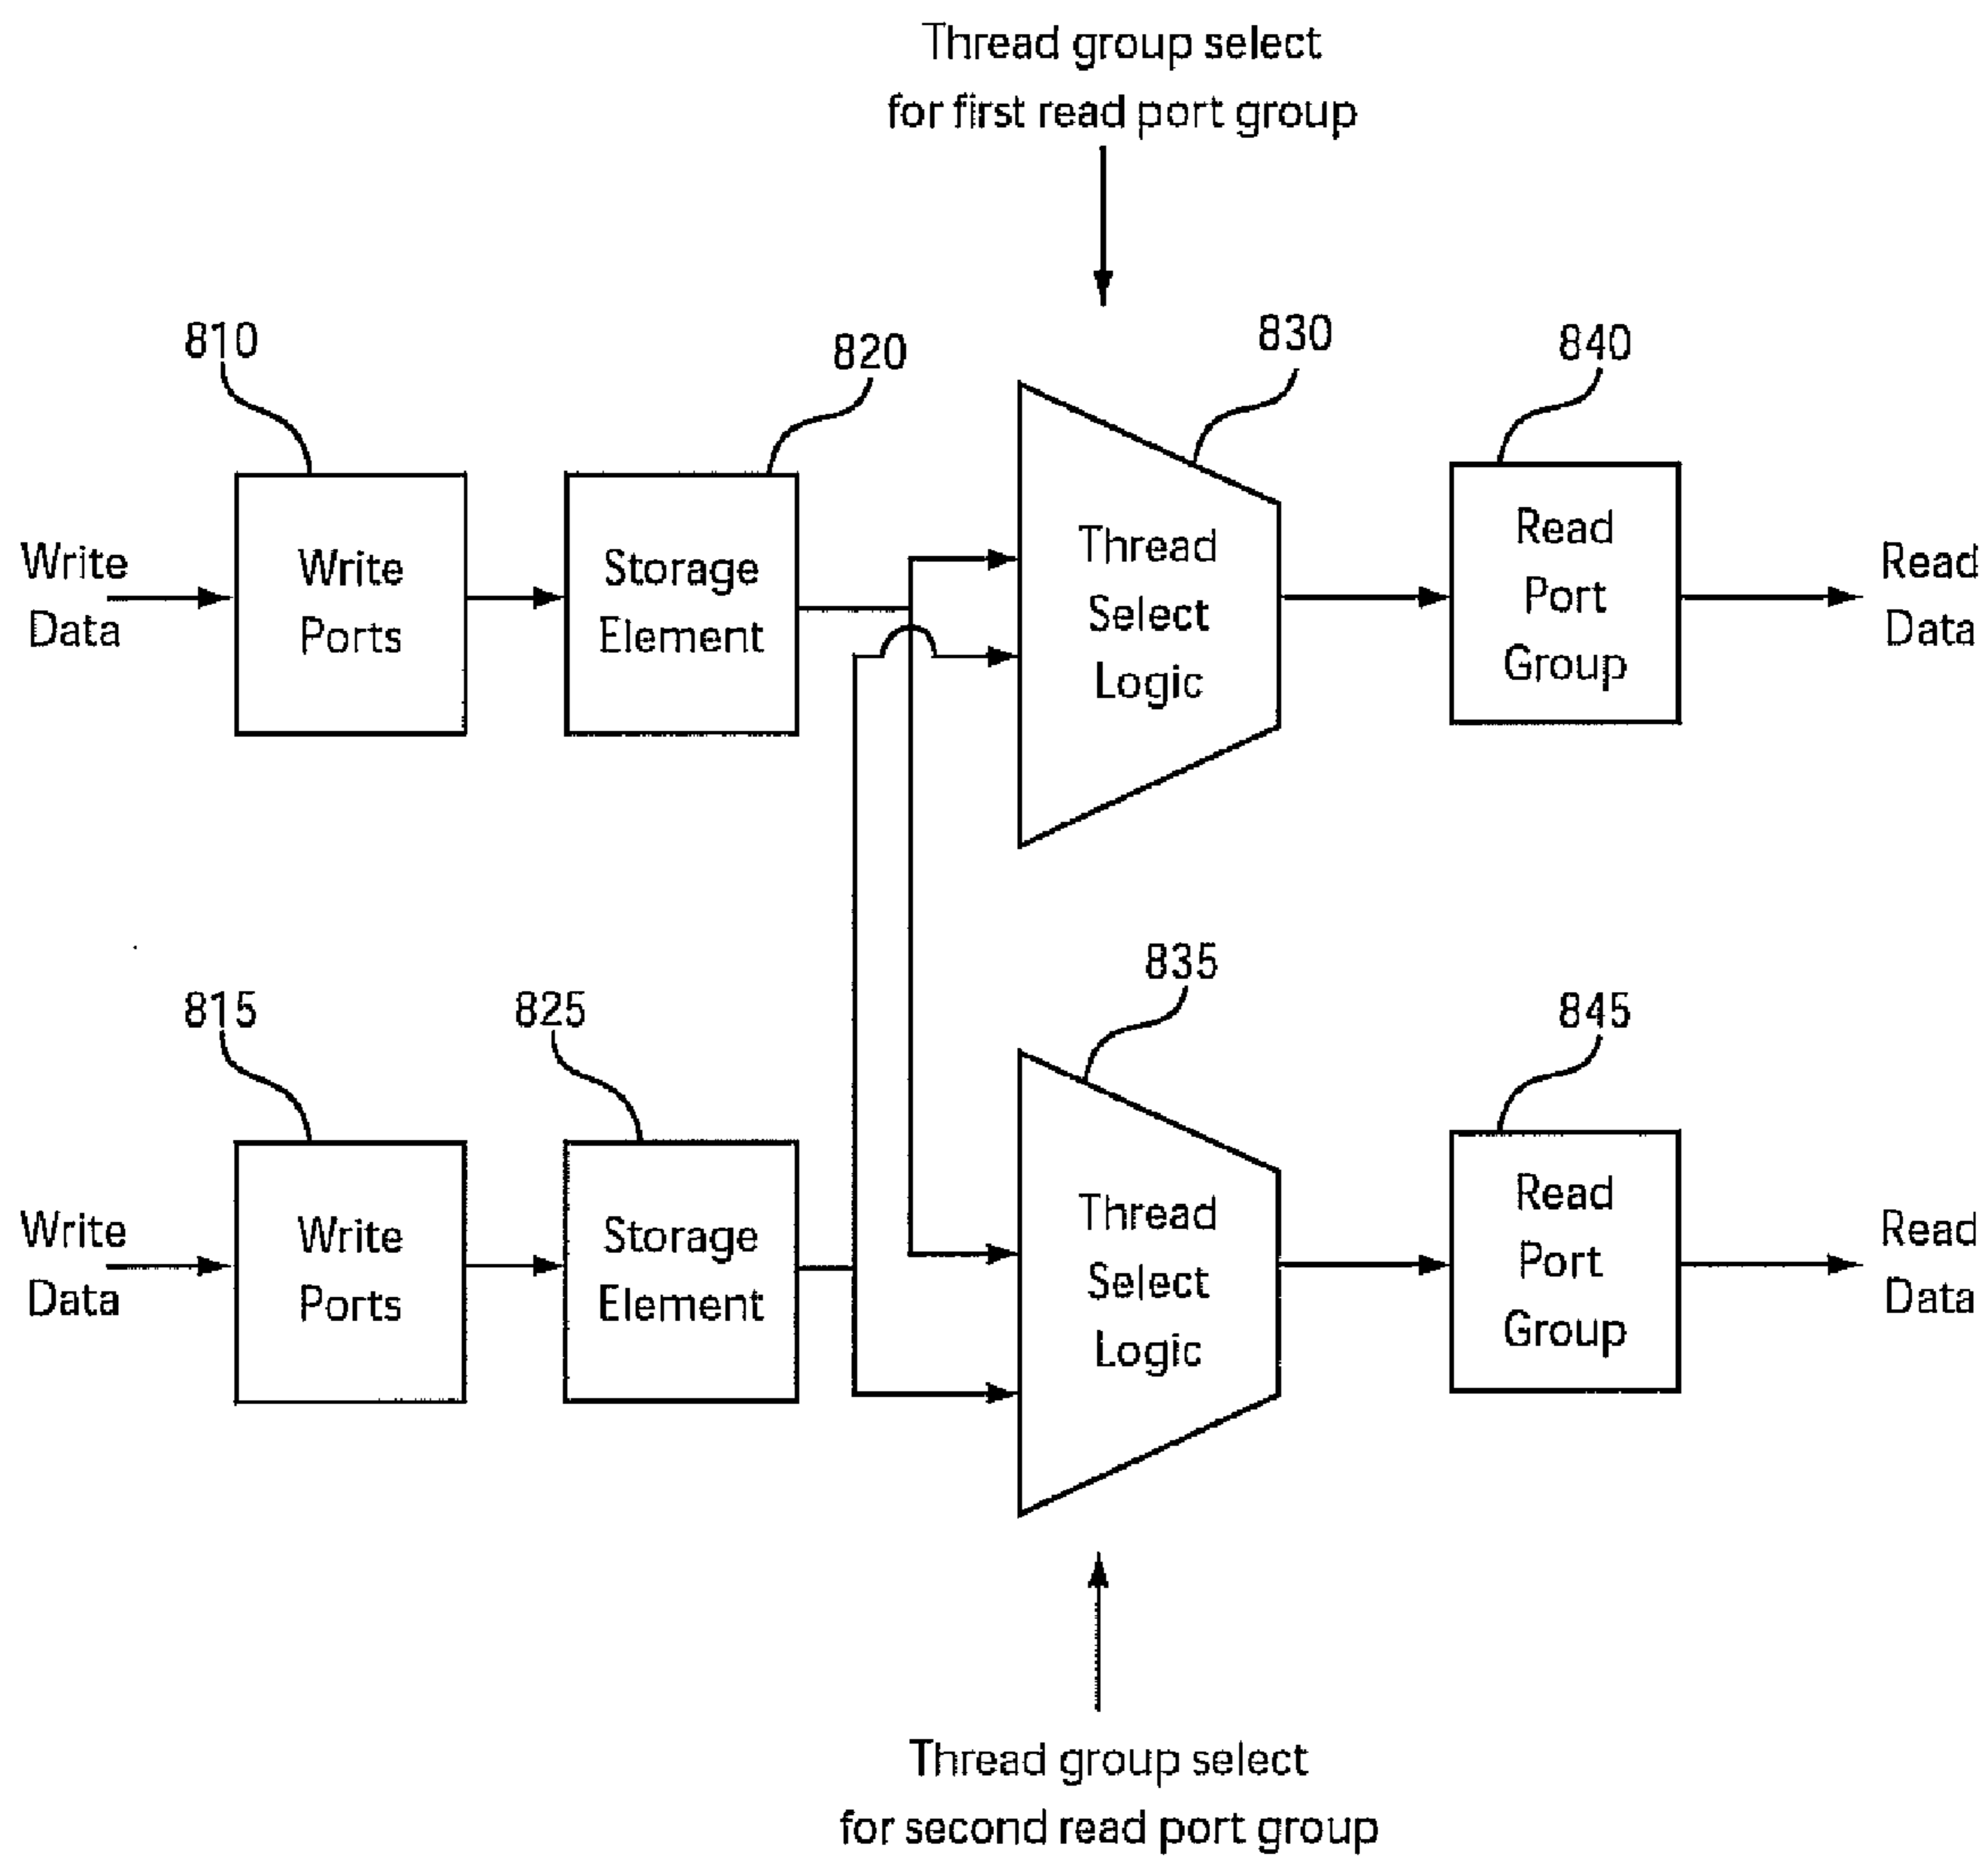 Thread group select
for first read port group
810
820
830
840
Write
Data
Write
Ports
Storage
Element
Thread
Select
Logic
Read
Port
Group
Read
Data
815
825
835
845
Write
Data
Write
Ports
Storage
Element
Thread
Select
Logic
Read
Port
Group
Read
Data
Thread group select
for second read port group